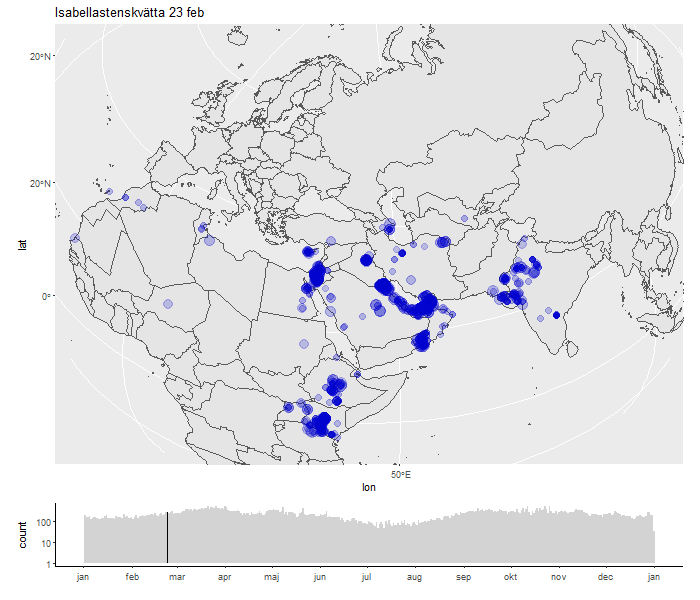 Isabellastenskvätta 23 feb
20°N
20°N
lat
0°
50°E
lon
count
100
10
1
jan feb mar apr maj jun jul aug sep okt nov dec jan